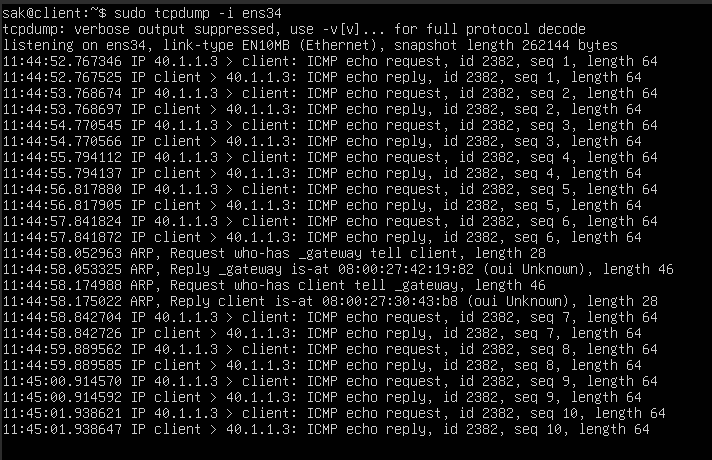 sak@client:~$ sudo tcpdump -i ens34
tcpdump: verbose output suppressed, use -v[v]... for full protocol decode
listening on ens34, link-type EN10MB (Ethernet), snapshot length 262144 bytes
11:44:52.767346 IP 40.1.1.3 > client: ICMP echo request, id 2382, seq 1, length 64
11:44:52.767525 IP client > 40.1.1.3: ICMP echo reply, id 2382, seq 1, length 64
11:44:53.768674 IP 40.1.1.3 > client: ICMP echo request, id 2382, seq 2, length 64
11:44:53.768697 IP client > 40.1.1.3: ICMP echo reply, id 2382, seq 2, length 64
11:44:54.770545 IP 40.1.1.3 > client: ICMP echo request, id 2382, seq 3, length 64
11:44:54.770566 IP client > 40.1.1.3: ICMP echo reply, id 2382, seq 3, length 64
11:44:55.794112 IP 40.1.1.3 > client: ICMP echo request, id 2382, seq 4, length 64
11:44:55.794137 IP client > 40.1.1.3: ICMP echo reply, id 2382, seq 4, length 64
11:44:56.817880 IP 40.1.1.3 > client: ICMP echo request, id 2382, seq 5, length 64
11:44:56.817905 IP client > 40.1.1.3: ICMP echo reply, id 2382, seq 5, length 64
11:44:57.841824 IP 40.1.1.3 > client: ICMP echo request, id 2382, seq 6, length 64
11:44:57.841872 IP client > 40.1.1.3: ICMP echo reply, id 2382, seq 6, length 64
11:44:58.052963 ARP, Request who-has _gateway tell client, length 28
11:44:58.053325 ARP, Reply _gateway is-at 08:00:27:42:19:82 (oui Unknown), length 46
11:44:58.174988 ARP, Request who-has client tell _gateway, length 46
11:44:58.175022 ARP, Reply client is-at 08:00:27:30:43:b8 (oui Unknown), length 28
11:44:58.842704 IP 40.1.1.3 > client: ICMP echo request, id 2382, seq 7, length 64
11:44:58.842726 IP client > 40.1.1.3: ICMP echo reply, id 2382, seq 7, length 64
11:44:59.889562 IP 40.1.1.3 > client: ICMP echo request, id 2382, seq 8, length 64
11:44:59.889585 IP client > 40.1.1.3: ICMP echo reply, id 2382, seq 8, length 64
11:45:00.914570 IP 40.1.1.3 > client: ICMP echo request, id 2382, seq 9, length 64
11:45:00.914592 IP client > 40.1.1.3: ICMP echo reply, id 2382, seq 9, length 64
11:45:01.938621 IP 40.1.1.3 > client: ICMP echo request, id 2382, seq 10, length 64
11:45:01.938647 IP client > 40.1.1.3: ICMP echo reply, id 2382, seq 10, length 64